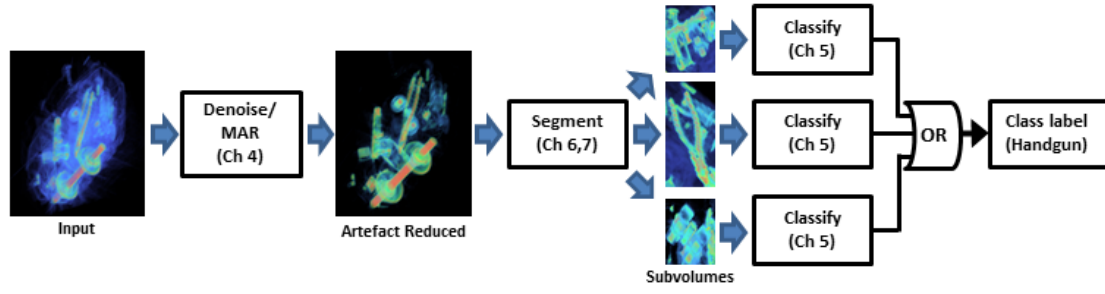 Input
Denoise/
MAR
(Ch 4)
Artefact Reduced
Segment
(Ch 6,7)
Subvolumes
Classify
(Ch 5)
Classify
(Ch 5)
Classify
(Ch 5)
OR
Class label
(Handgun)